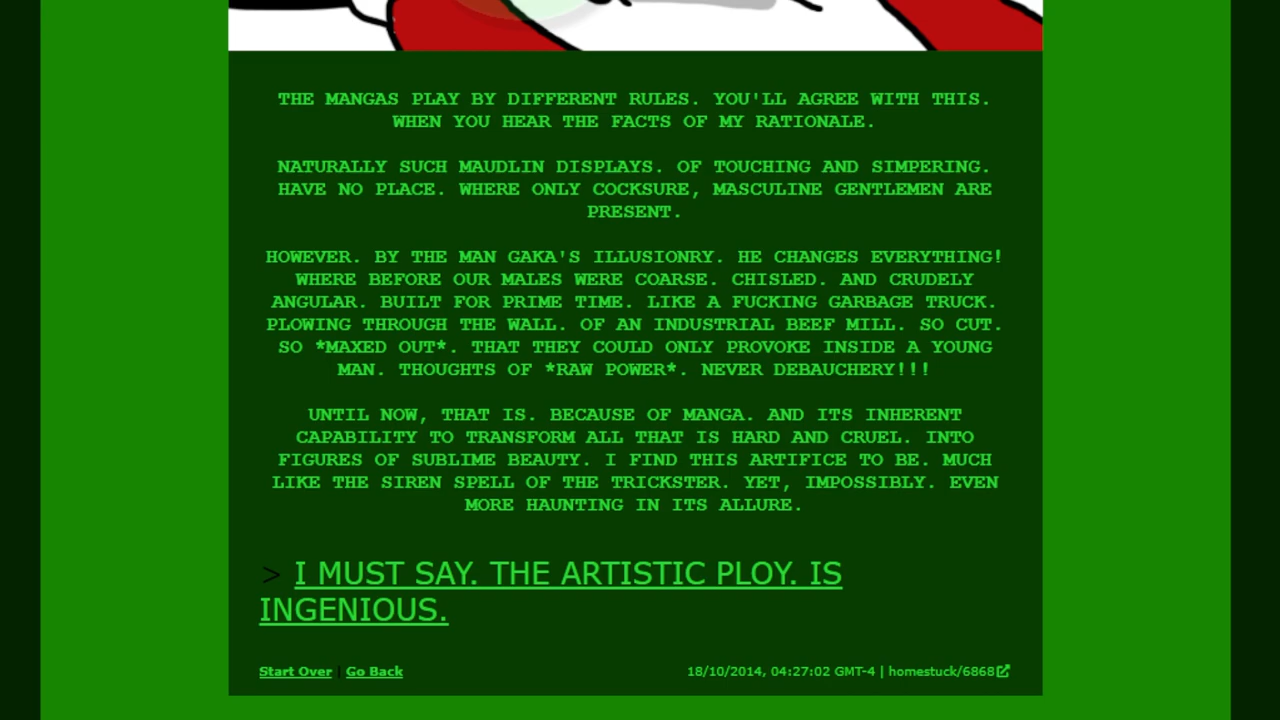 THE MANGAS PLAY BY DIFFERENT RULES. YOU'LL AGREE WITH THIS.
WHEN YOU HEAR THE FACTS OF MY RATIONALE.
NATURALLY SUCH MAUDLIN DISPLAYS. OF TOUCHING AND SIMPERING.
HAVE NO PLACE. WHERE ONLY COCKSURE, MASCULINE GENTLEMEN ARE
PRESENT.
HOWEVER. BY THE MAN GAKA'S ILLUSIONRY. HE CHANGES EVERYTHING!
WHERE BEFORE OUR MALES WERE COARSE. CHISLED. AND CRUDELY
ANGULAR. BUILT FOR PRIME TIME. LIKE A FUCKING GARBAGE TRUCK.
PLOWING THROUGH THE WALL. OF AN INDUSTRIAL BEEF MILL. SO CUT.
SO *MAXED OUT*. THAT THEY COULD ONLY PROVOKE INSIDE A YOUNG
MAN. THOUGHTS OF *RAW POWER*. NEVER DEBAUCHERY!!!
UNTIL NOW, THAT IS. BECAUSE OF MANGA. AND ITS INHERENT
CAPABILITY TO TRANSFORM ALL THAT IS HARD AND CRUEL. INTO
FIGURES OF SUBLIME BEAUTY. I FIND THIS ARTIFICE TO BE. MUCH
LIKE THE SIREN SPELL OF THE TRICKSTER. YET, IMPOSSIBLY. EVEN
MORE HAUNTING IN ITS ALLURE.
> I MUST SAY. THE ARTISTIC PLOY. IS
INGENIOUS.
Start Over | Go Back 18/10/2014, 04:27:02 GMT-4 | homestuck/6868